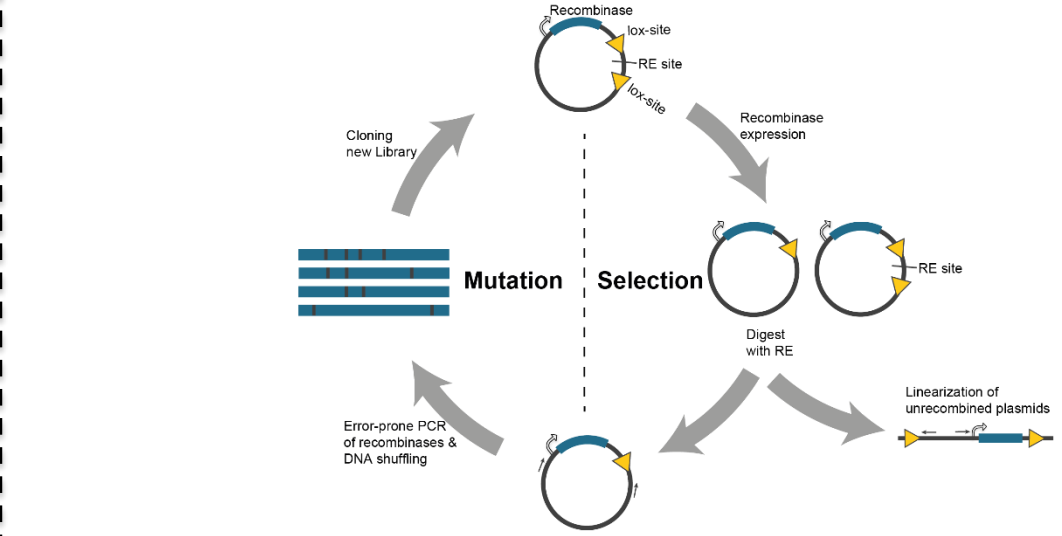 Recombinase
lox-site
RE site
lox-site
Recombinase
expression
Cloning
new Library
RE site
Mutation
Selection
Digest
with RE
Linearization of
unrecombined plasmids
Error-prone PCR
of recombinases &
DNA shuffling